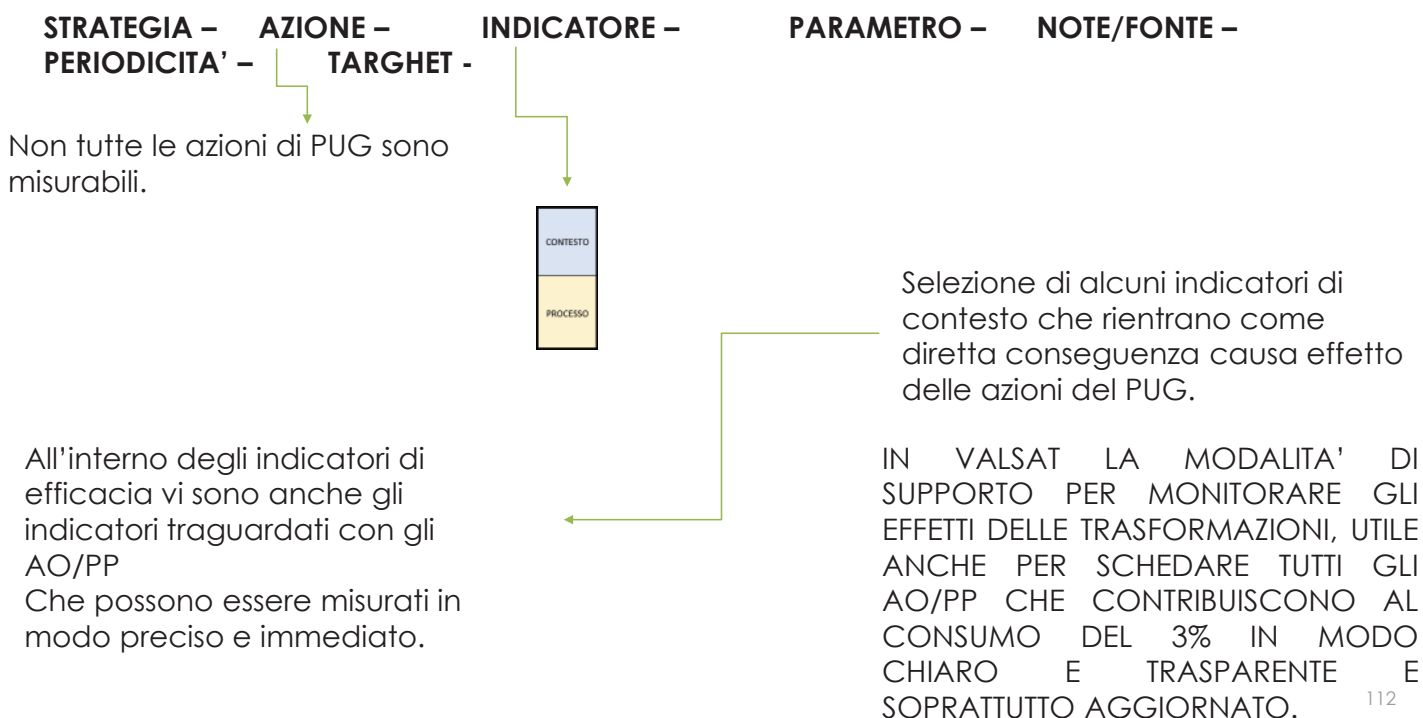 STRATEGIA – AZIONE – INDICATORE – PARAMETRO – NOTE/FONTE –
PERIODICITA’ – TARGHET -
Non tutte le azioni di PUG sono
misurabili.
CONTESTO
PROCESSO
Selezione di alcuni indicatori di
contesto che rientrano come
diretta conseguenza causa effetto
delle azioni del PUG.
All’interno degli indicatori di
efficacia vi sono anche gli
indicatori traguardati con gli
AO/PP
Che possono essere misurati in
modo preciso e immediato.
IN VALSAT LA MODALITA’ DI
SUPPORTO PER MONITORARE GLI
EFFETTI DELLE TRASFORMAZIONI, UTILE
ANCHE PER SCHEDARE TUTTI GLI
AO/PP CHE CONTRIBUISCONO AL
CONSUMO DEL 3% IN MODO
CHIARO E TRASPARENTE E
SOPRATTUTTO AGGIORNATO.
112